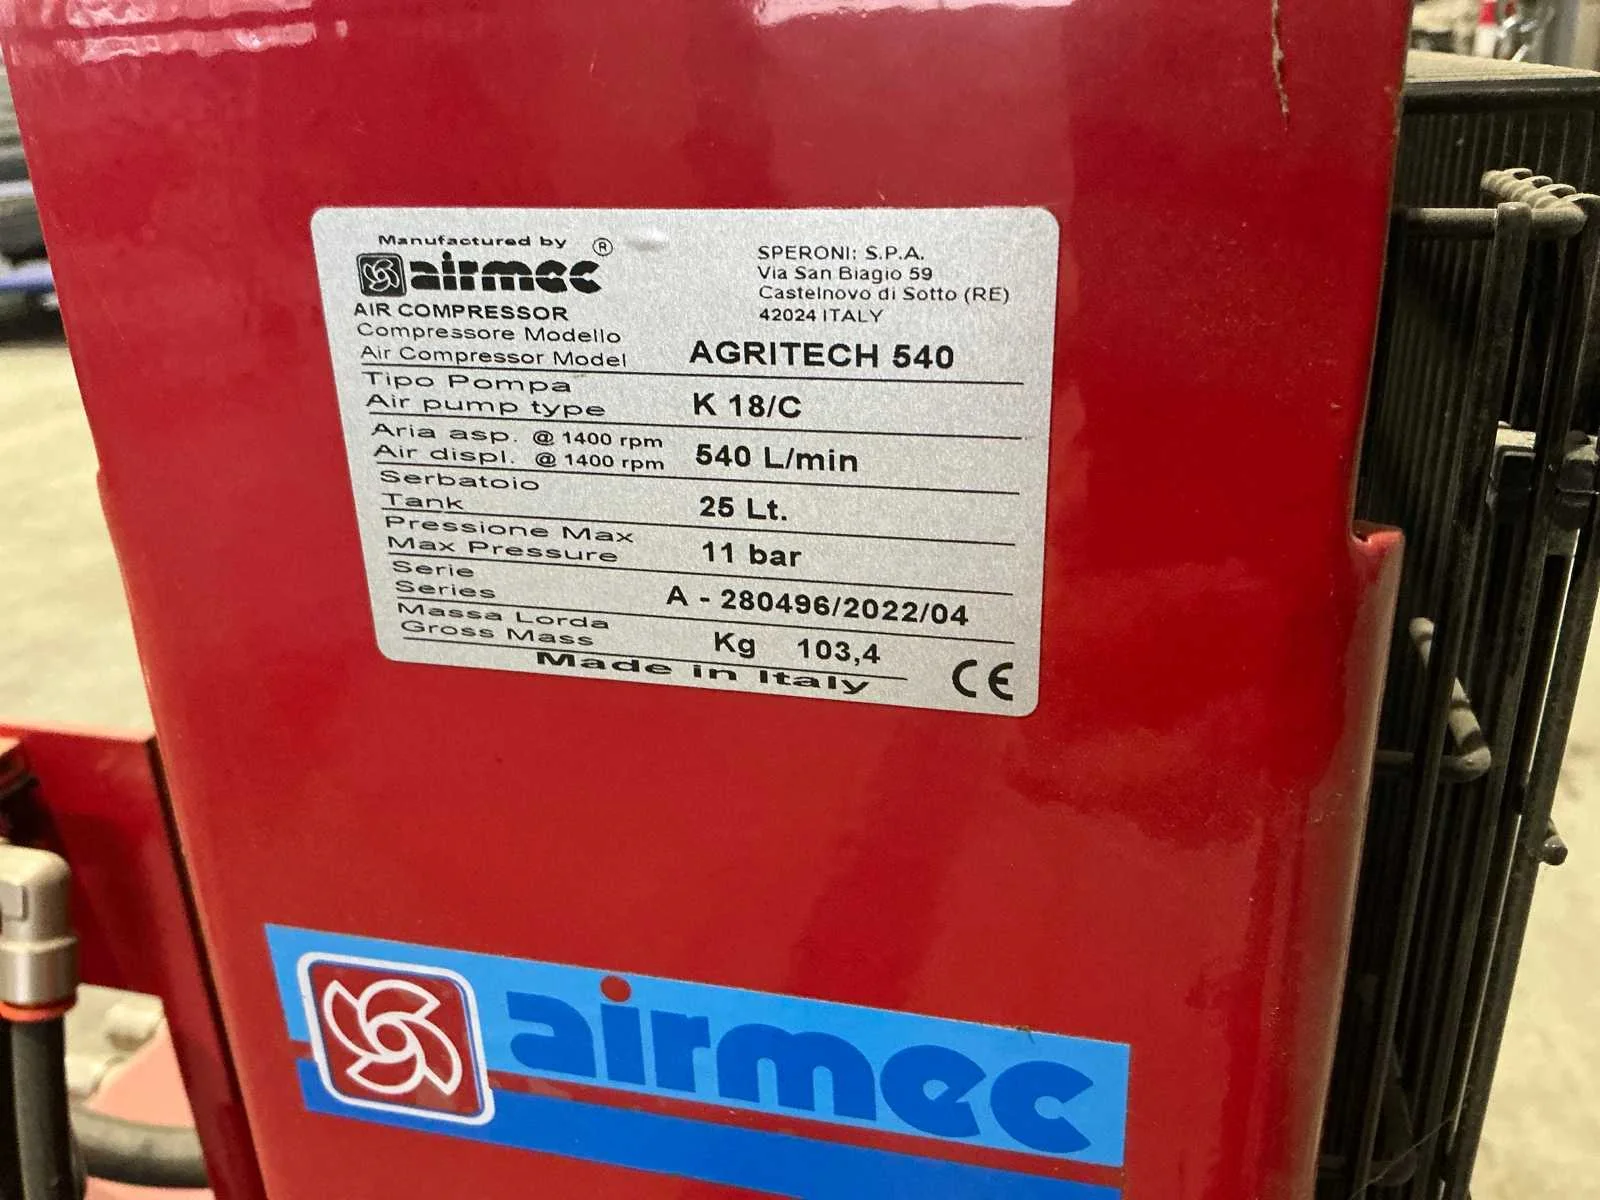 Manufactured by ®
airmec
AIR COMPRESSOR
SPERONI: S.P.A.
Via San Biagio 59
Castelnovo di Sotto (RE)
42024 ITALY
Compressore Modello
Air Compressor Model AGRITECH 540
Tipo Pompa
Air pump type K 18/C
Aria asp. @ 1400 rpm
Air displ. @ 1400 rpm 540 L/min
Serbatoio
Tank 25 Lt.
Pressione Max
Max Pressure 11 bar
Serie
Series A - 280496/2022/04
Massa Lorda
Gross Mass Kg 103,4
Made in Italy CE
airmec